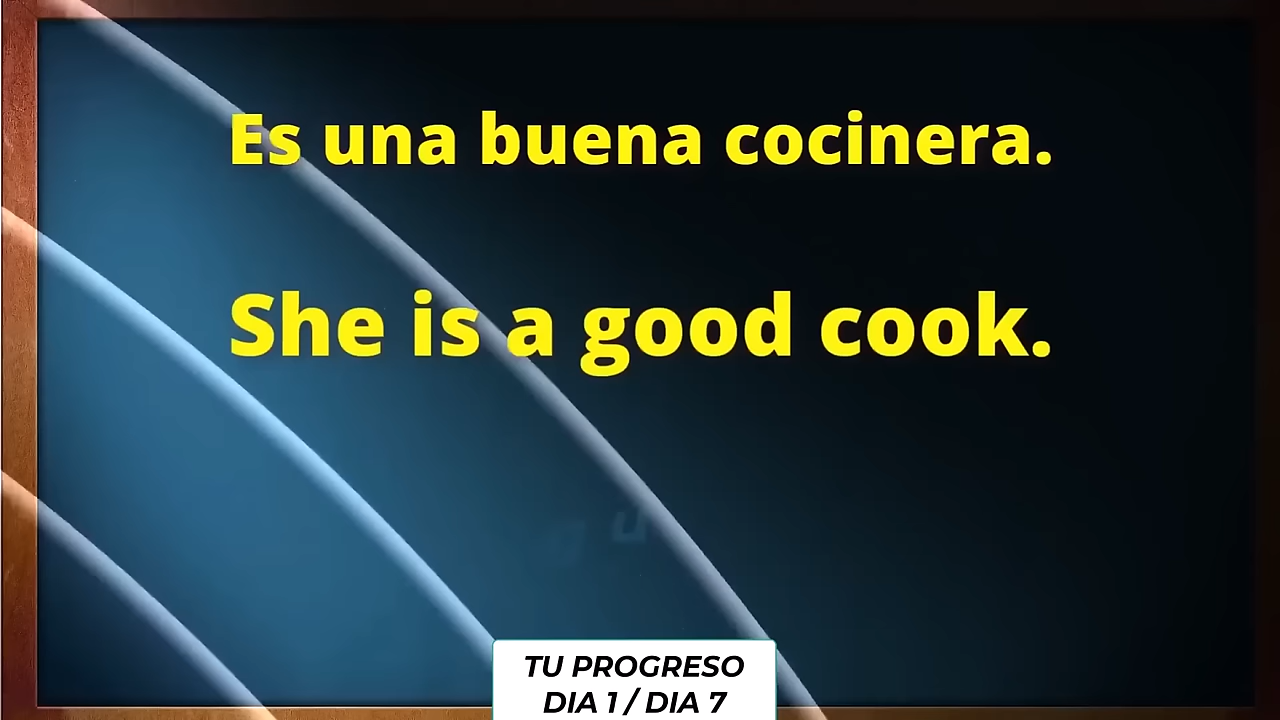 Es una buena cocinera.
She is a good cook.
TU PROGRESO
DIA 1 / DIA 7